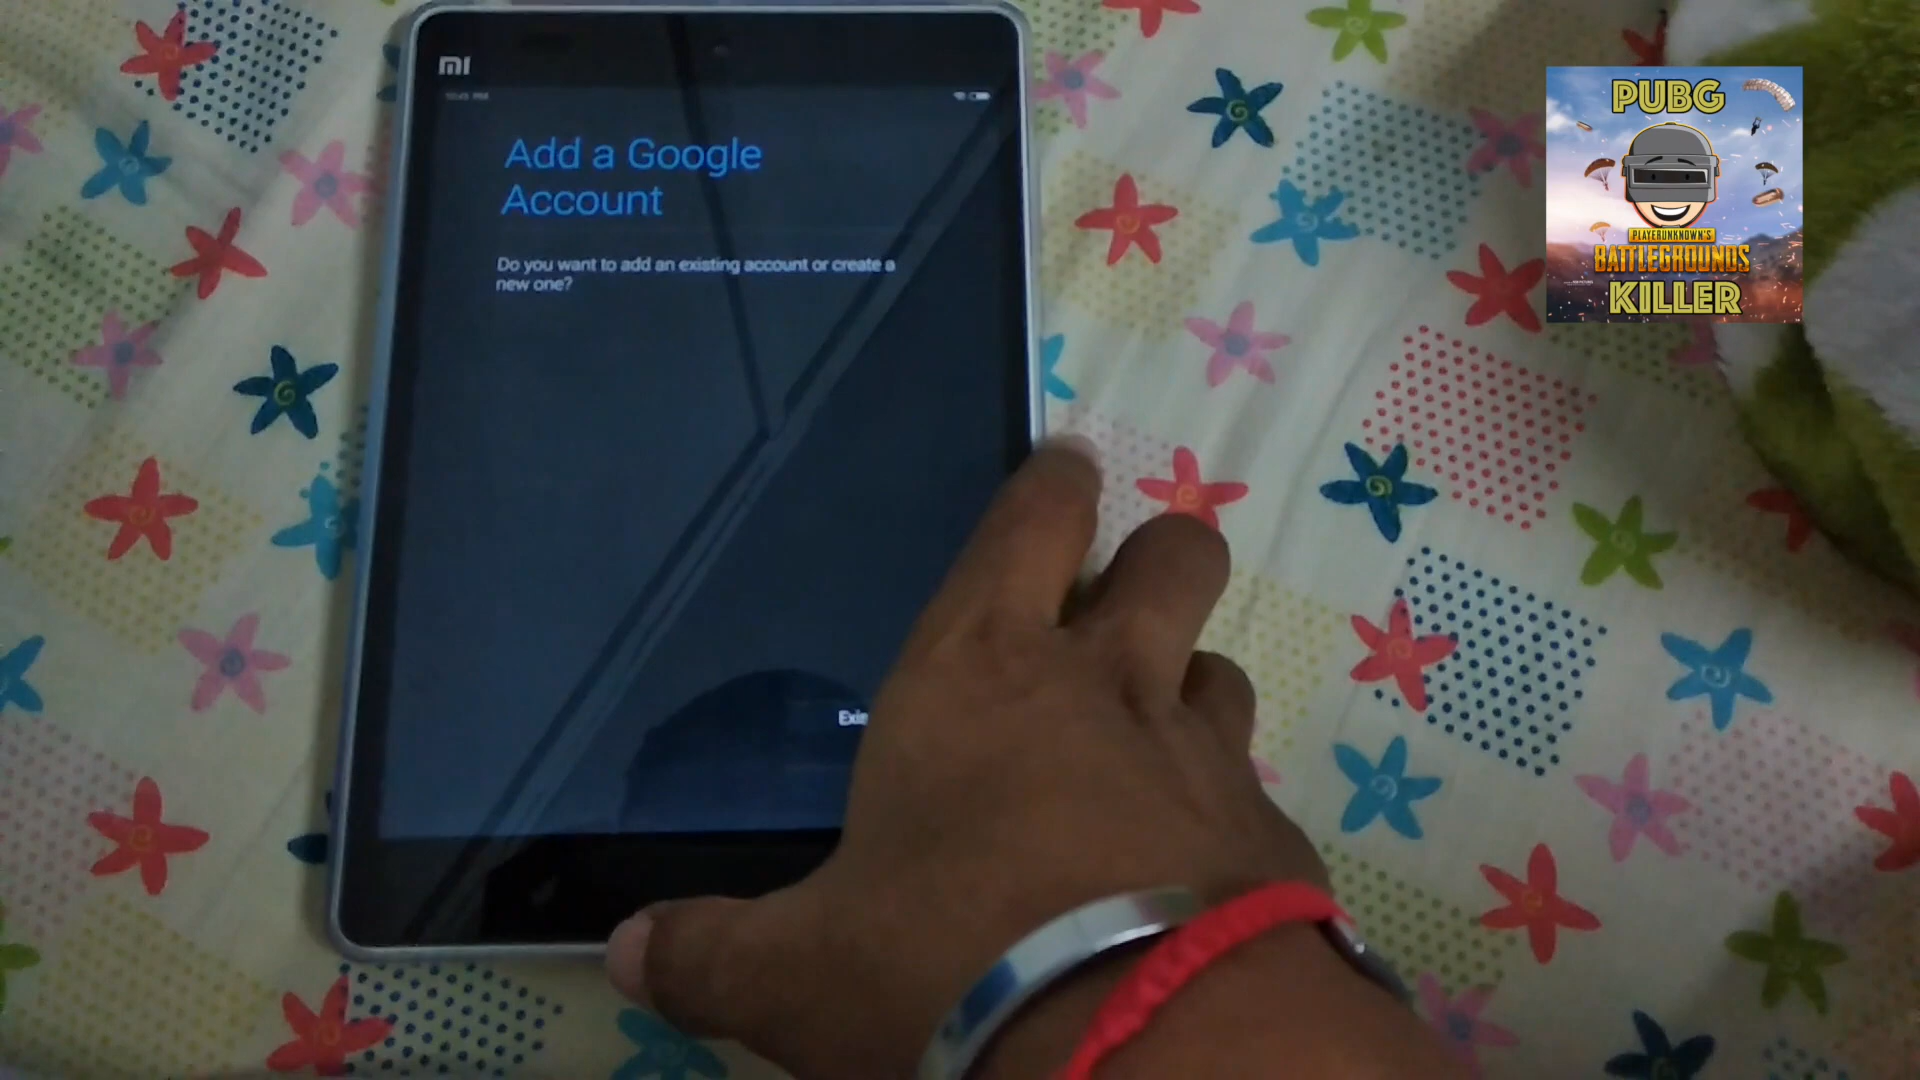 MI
Add a Google
Account
Do you want to add an existing account or create a
new one?
PUBG
PLAYERUNKNOWN'S
BATTLEGROUNDS
KILLER